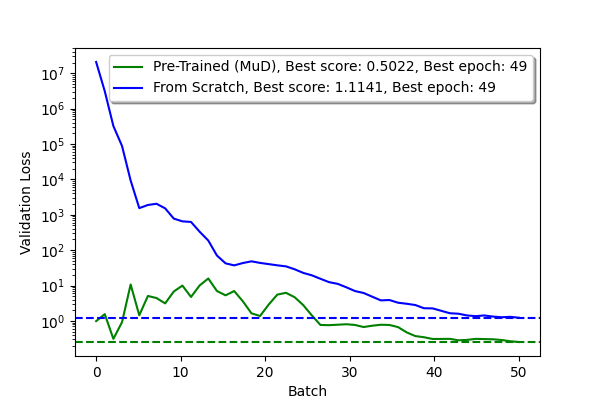 Pre-Trained (MuD), Best score: 0.5022, Best epoch: 49
From Scratch, Best score: 1.1141, Best epoch: 49
Validation Loss
10⁷
10⁶
10⁵
10⁴
10³
10²
10¹
10⁰
0 10 20 30 40 50
Batch